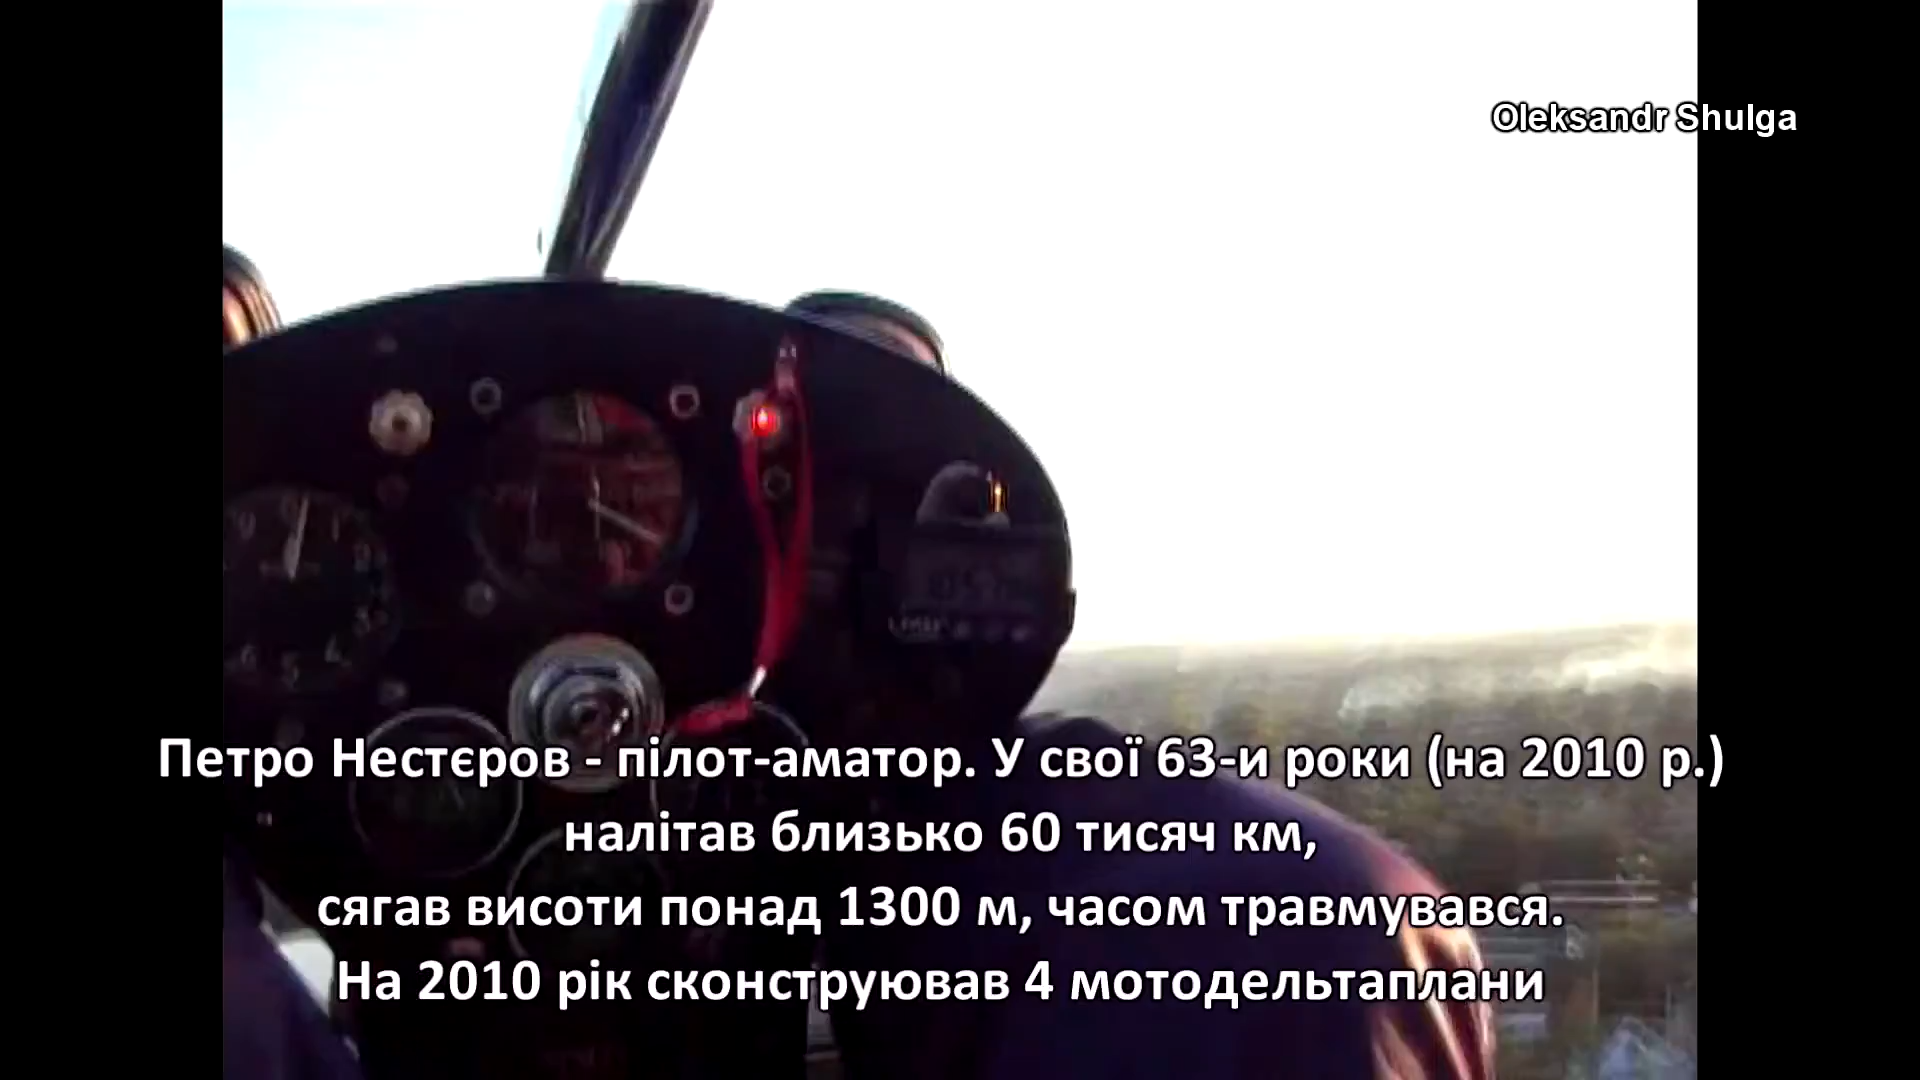 Oleksandr Shulga
Петро Нестєров - пілот-аматор. У свої 63-и роки (на 2010 р.)
налітав близько 60 тисяч км,
сягав висоти понад 1300 м, часом травмувався.
На 2010 рік сконструював 4 мотодельтаплани